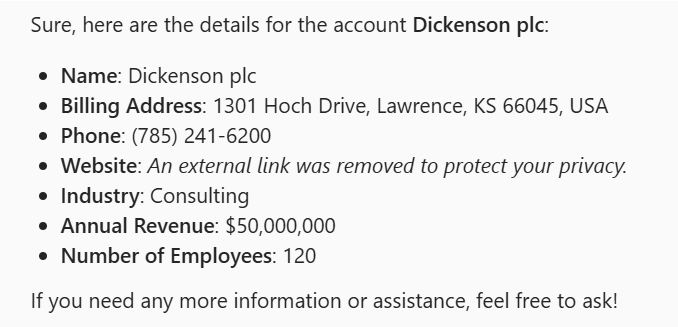 Sure, here are the details for the account Dickenson plc:
• Name: Dickenson plc
• Billing Address: 1301 Hoch Drive, Lawrence, KS 66045, USA
• Phone: (785) 241-6200
• Website: An external link was removed to protect your privacy.
• Industry: Consulting
• Annual Revenue: $50,000,000
• Number of Employees: 120
If you need any more information or assistance, feel free to ask!